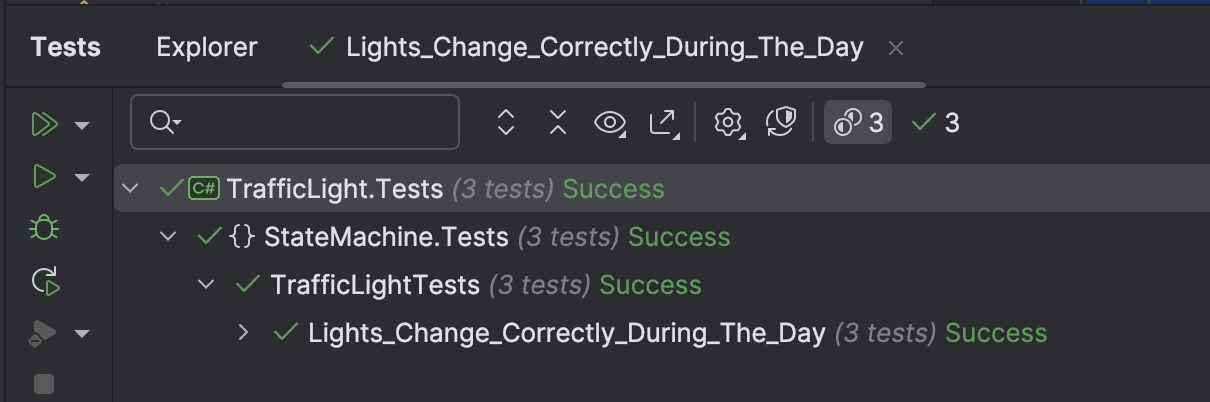 Tests Explorer Lights_Change_Correctly_During_The_Day
3 3
C# TrafficLight.Tests (3 tests) Success
{} StateMachine.Tests (3 tests) Success
TrafficLightTests (3 tests) Success
Lights_Change_Correctly_During_The_Day (3 tests) Success